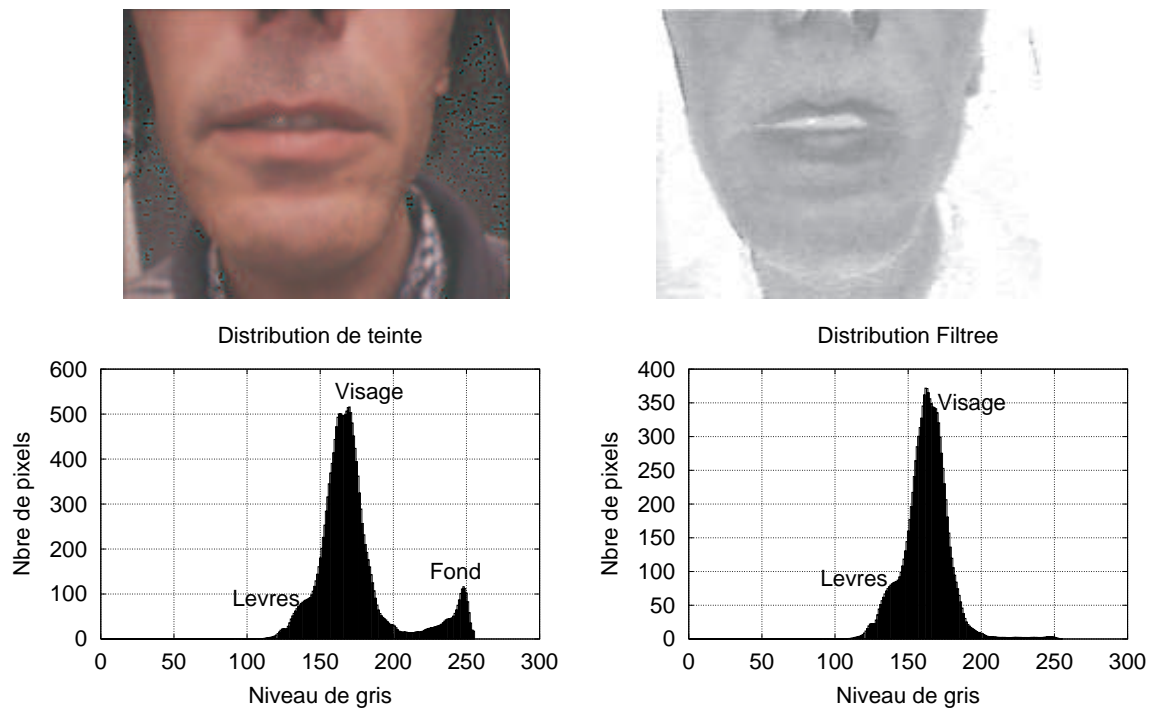 Distribution de teinte
600
500
400
300
200
100
0
Nbre de pixels
Visage
Levres
Fond
0 50 100 150 200 250 300
Niveau de gris
Distribution Filtree
400
350
300
250
200
150
100
50
0
Nbre de pixels
Visage
Levres
0 50 100 150 200 250 300
Niveau de gris